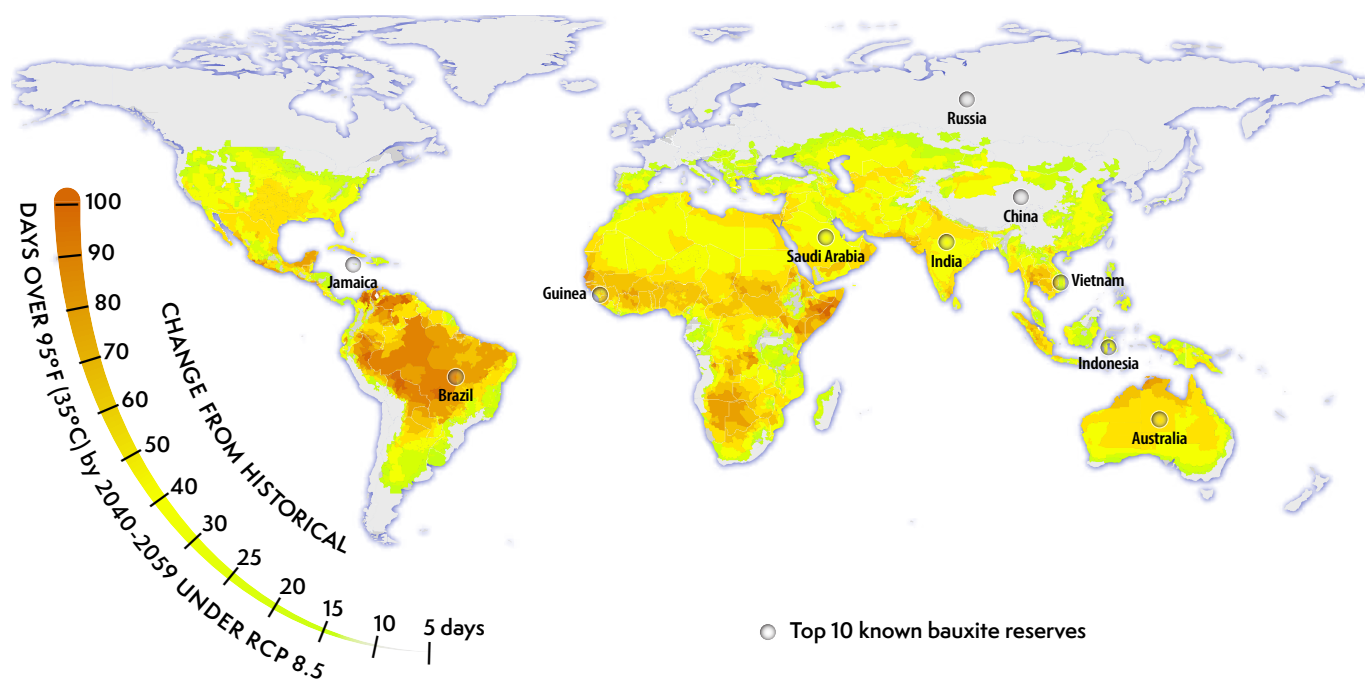 Russia
China
Saudi Arabia
India
Vietnam
Jamaica
Guinea
Indonesia
Brazil
Australia
DAYS OVER 95°F (35°C) by 2040-2059 UNDER RCP 8.5
CHANGE FROM HISTORICAL
100
90
80
70
60
50
40
30
25
20
15
10
5 days
Top 10 known bauxite reserves